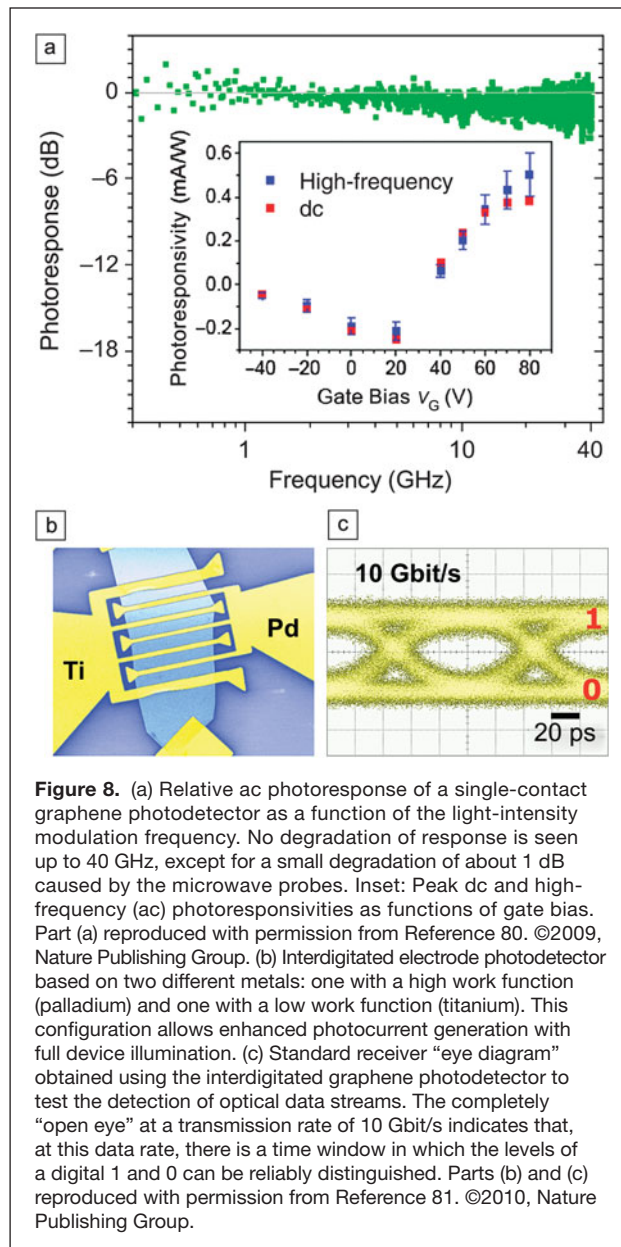 a
0
−6
−12
−18
Photoresponse (dB)
0.6
0.4
0.2
0.0
−0.2
Photoresponsivity (mA/W)
High-frequency
dc
−40 −20 0 20 40 60 80
Gate Bias VG (V)
1 10 40
Frequency (GHz)
b
Ti
Pd
c
10 Gbit/s
1
0
20 ps
Figure 8. (a) Relative ac photoresponse of a single-contact
graphene photodetector as a function of the light-intensity
modulation frequency. No degradation of response is seen
up to 40 GHz, except for a small degradation of about 1 dB
caused by the microwave probes. Inset: Peak dc and high-
frequency (ac) photoresponsivities as functions of gate bias.
Part (a) reproduced with permission from Reference 80. ©2009,
Nature Publishing Group. (b) Interdigitated electrode photodetector
based on two different metals: one with a high work function
(palladium) and one with a low work function (titanium). This
configuration allows enhanced photocurrent generation with
full device illumination. (c) Standard receiver “eye diagram”
obtained using the interdigitated graphene photodetector to
test the detection of optical data streams. The completely
“open eye” at a transmission rate of 10 Gbit/s indicates that,
at this data rate, there is a time window in which the levels of
a digital 1 and 0 can be reliably distinguished. Parts (b) and (c)
reproduced with permission from Reference 81. ©2010, Nature
Publishing Group.